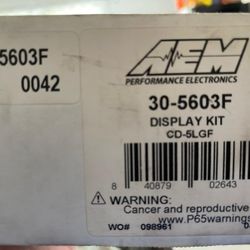 5603F
0042
AEM
PERFORMANCE ELECTRONICS
30-5603F
DISPLAY KIT
CD-5LGF
8 40879 02643
WARNING:
Cancer and reproductive
www.P65warnings
WO# 098961